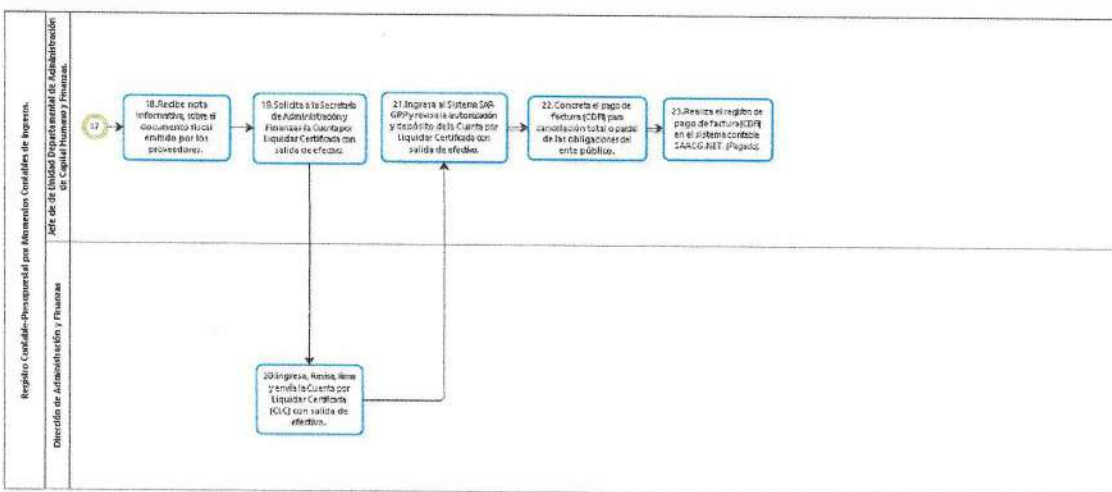 Registro Contable-Presupuestal por Momentos Contables de Ingresos.
Jefe de de Unidad Departamental de Administración
de Capital Humano y Finanzas.
17
18.Recibe nota
informativa, sobre el
documento fiscal
emitido por los
proveedores.
19.Solicita a la Secretaría
de Administración y
Finanzas la Cuenta por
Liquidar Certificada con
salida de efectivo.
21.Ingresa al Sistema SAP
GRP y revisa la autorización
y depósito de la Cuenta por
Liquidar Certificada con
salida de efectivo.
22.Concreta el pago de
factura (CDFI) para
cancelación total o parcial
de las obligaciones del
ente público.
23.Realiza el registro de
pago de factura (CDFI)
en el sistema contable
SAACG.NET. (Pagado).
Dirección de Administración y Finanzas
20.Ingresa, Revisa, firma
y envía la Cuenta por
Liquidar Certificada
(CLC) con salida de
efectivo.